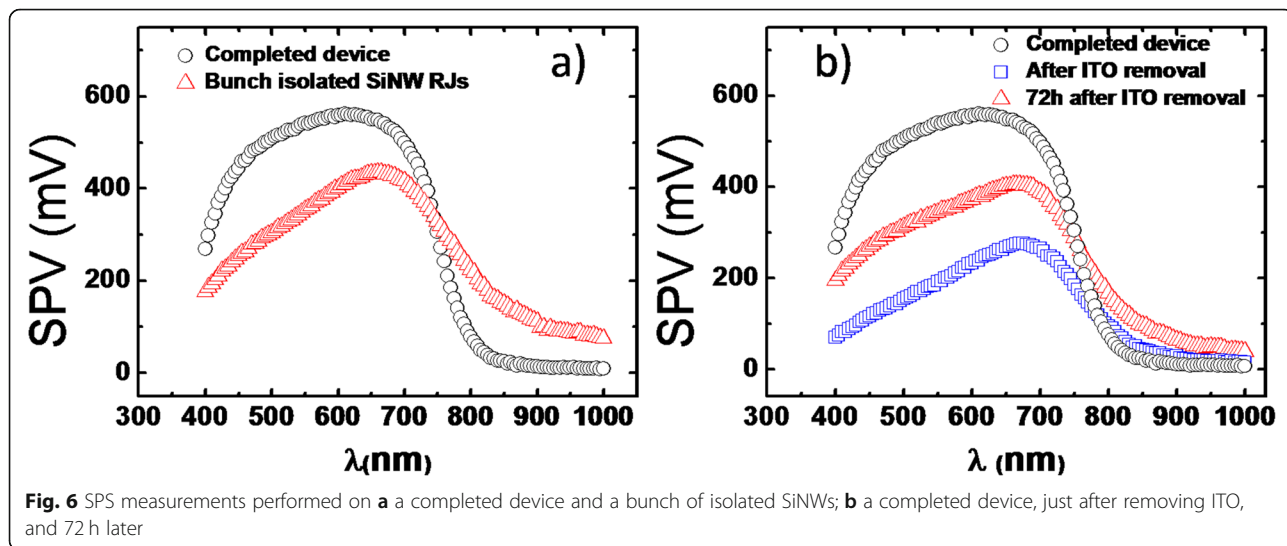 Completed device
Bunch isolated SiNW RJs
a)
SPV (mV)
600
400
200
0
300 400 500 600 700 800 900 1000
λ(nm)
Completed device
After ITO removal
72h after ITO removal
b)
SPV (mV)
600
400
200
0
300 400 500 600 700 800 900 1000
λ (nm)
Fig. 6 SPS measurements performed on a a completed device and a bunch of isolated SiNWs; b a completed device, just after removing ITO,
and 72 h later